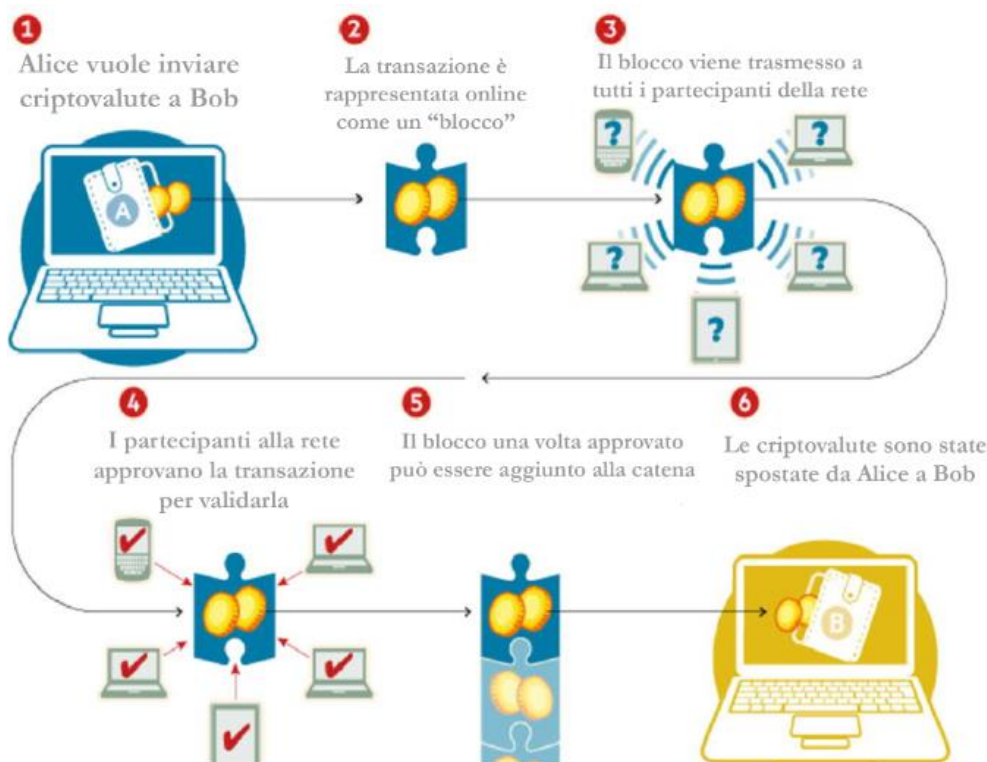 1
Alice vuole inviare
criptovalute a Bob
A
2
La transazione è
rappresentata online
come un “blocco”
3
Il blocco viene trasmesso a
tutti i partecipanti della rete
?
?
?
?
?
4
I partecipanti alla rete
approvano la transazione
per validarla
5
Il blocco una volta approvato
può essere aggiunto alla catena
6
Le criptovalute sono state
spostate da Alice a Bob
B